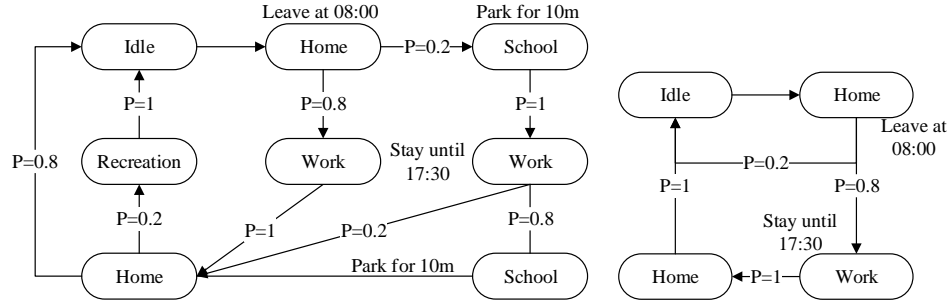 Leave at 08:00
Park for 10m
Idle
Home
P=0.2
School
P=1
P=0.8
P=1
P=0.8
Recreation
Work
Stay until
17:30
Work
P=0.2
P=1
P=0.2
P=0.8
Home
Park for 10m
School
Idle
Home
Leave at
08:00
P=0.2
P=1
P=0.8
Stay until
17:30
Home
P=1
Work